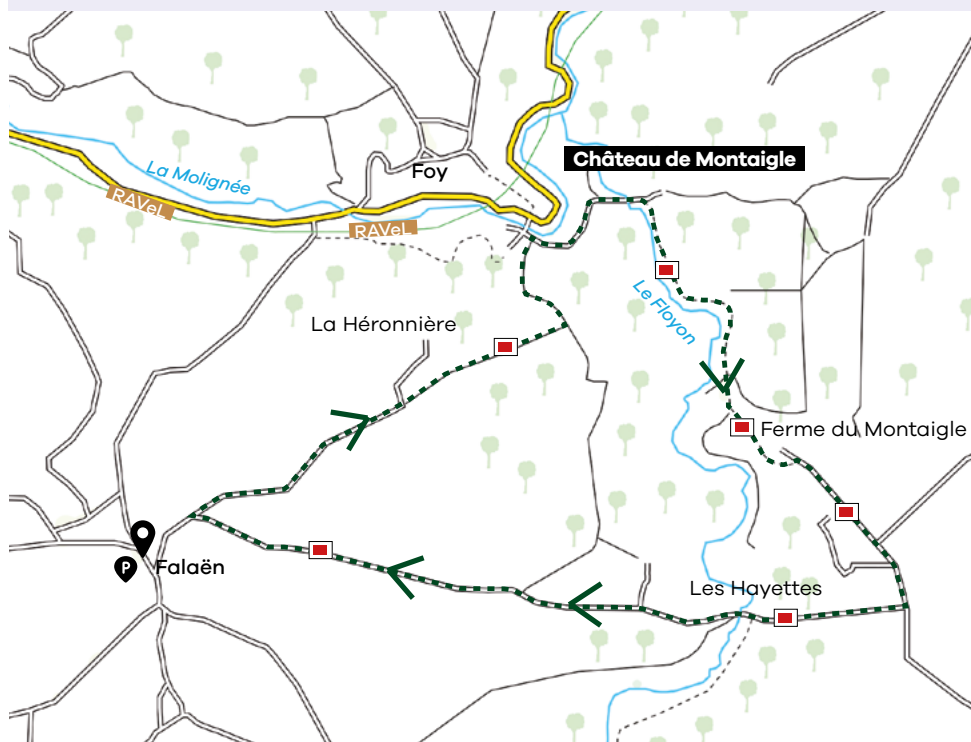 Château de Montaigle
Foy
La Molignée
RAVeL
RAVeL
Le Floyon
La Héronnière
Ferme du Montaigle
Falaën
P
Les Hayettes